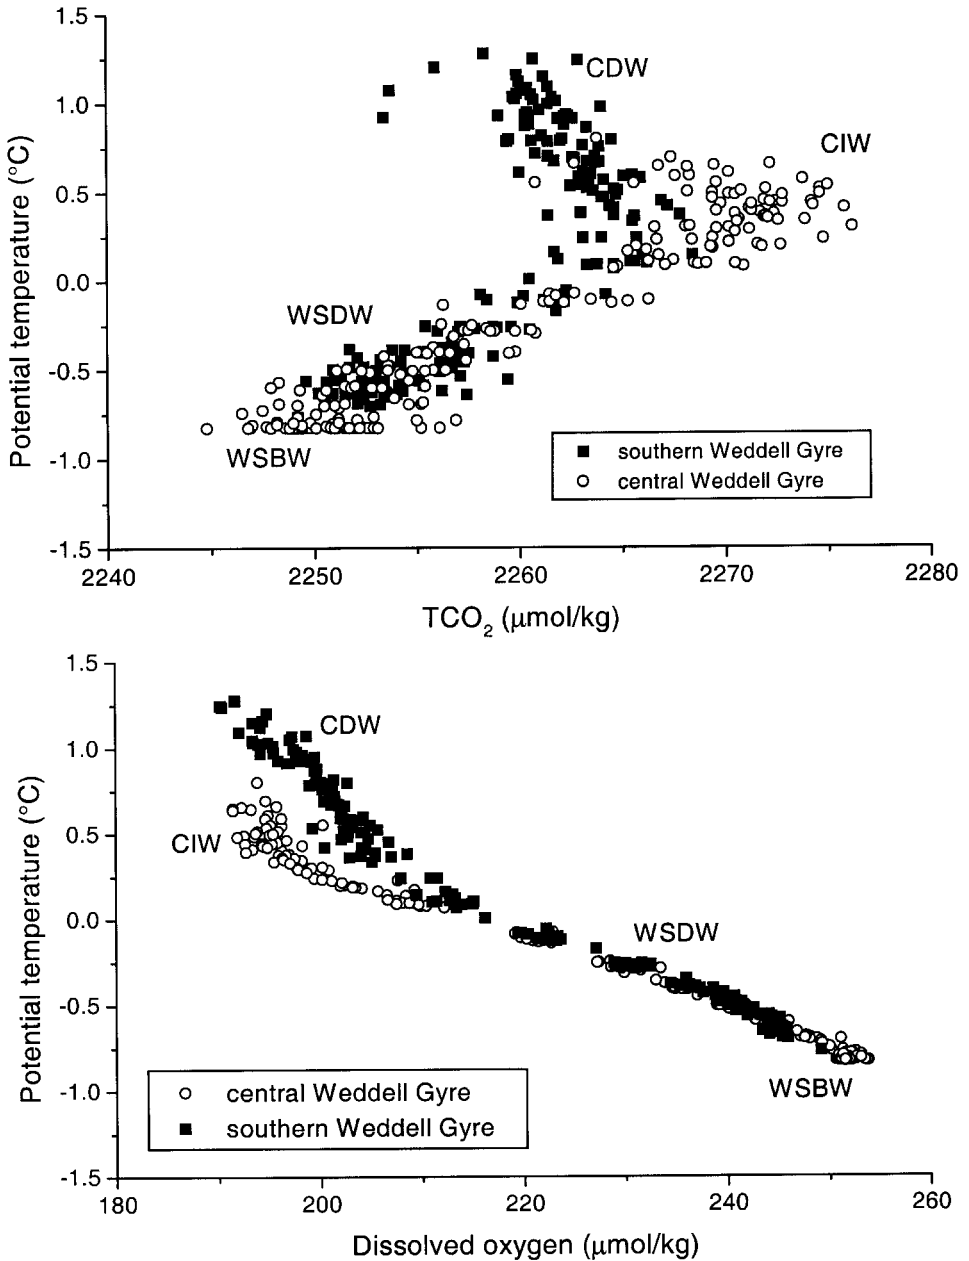 1.5
1.0
0.5
0.0
-0.5
-1.0
-1.5
Potential temperature (°C)
CDW
CIW
WSDW
WSBW
southern Weddell Gyre
central Weddell Gyre
2240 2250 2260 2270 2280
TCO2 (μmol/kg)
1.5
1.0
0.5
0.0
-0.5
-1.0
-1.5
Potential temperature (°C)
CDW
CIW
WSDW
WSBW
central Weddell Gyre
southern Weddell Gyre
180 200 220 240 260
Dissolved oxygen (μmol/kg)